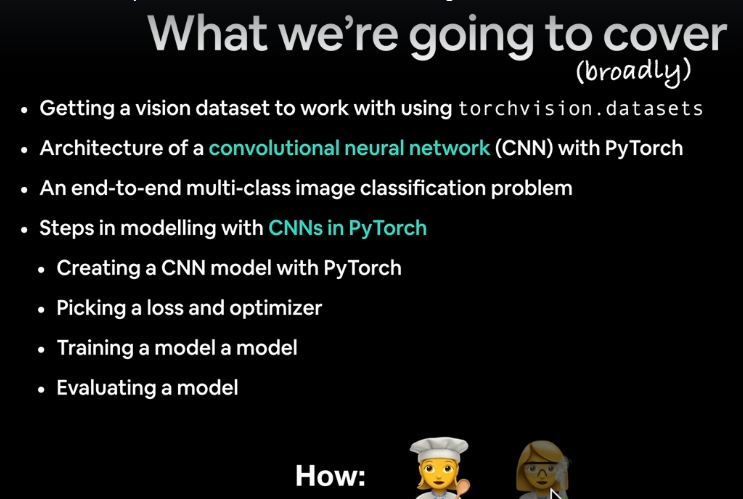 What we're going to cover
(broadly)
• Getting a vision dataset to work with using torchvision.datasets
• Architecture of a convolutional neural network (CNN) with PyTorch
• An end-to-end multi-class image classification problem
• Steps in modelling with CNNs in PyTorch
• Creating a CNN model with PyTorch
• Picking a loss and optimizer
• Training a model a model
• Evaluating a model
How: